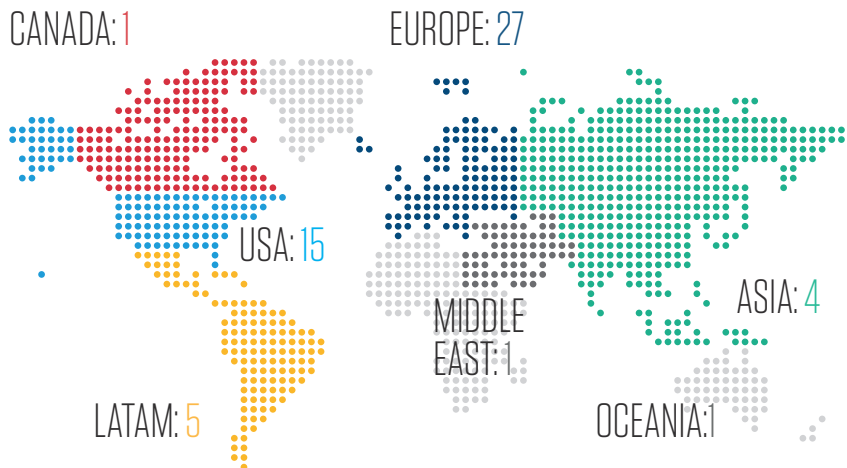 CANADA: 1
EUROPE: 27
USA: 15
ASIA: 4
MIDDLE
EAST: 1
LATAM: 5
OCEANIA:1